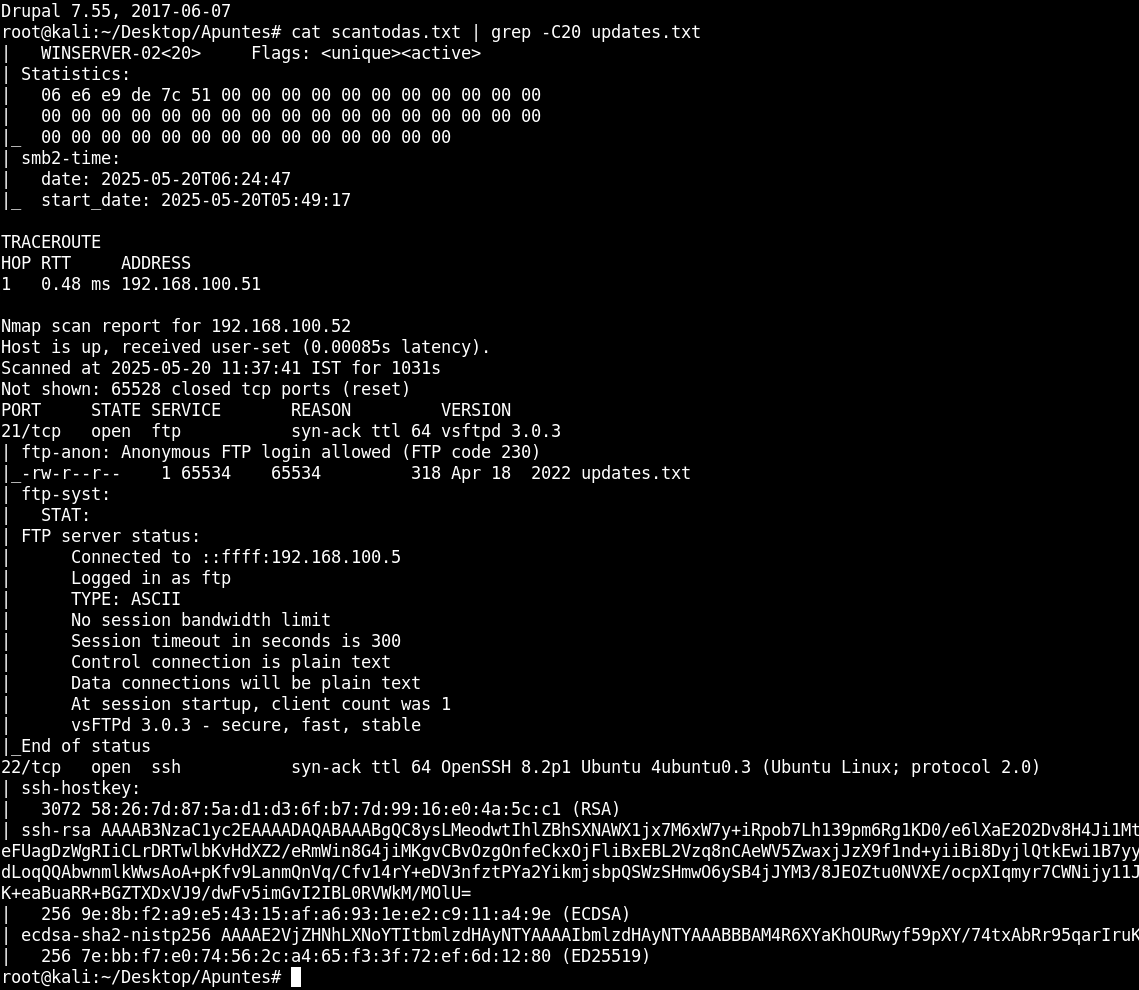 Drupal 7.55, 2017-06-07
root@kali:~/Desktop/Apuntes# cat scantodas.txt | grep -C20 updates.txt
|   WINSERVER-02<20>     Flags: <unique><active>
| Statistics:
|   06 e6 e9 de 7c 51 00 00 00 00 00 00 00 00 00 00 00
|   00 00 00 00 00 00 00 00 00 00 00 00 00 00 00 00 00
|_  00 00 00 00 00 00 00 00 00 00 00 00 00 00
| smb2-time:
|   date: 2025-05-20T06:24:47
|_  start_date: 2025-05-20T05:49:17

TRACEROUTE
HOP RTT     ADDRESS
1   0.48 ms 192.168.100.51

Nmap scan report for 192.168.100.52
Host is up, received user-set (0.00085s latency).
Scanned at 2025-05-20 11:37:41 IST for 1031s
Not shown: 65528 closed tcp ports (reset)
PORT     STATE SERVICE       REASON         VERSION
21/tcp   open  ftp           syn-ack ttl 64 vsftpd 3.0.3
| ftp-anon: Anonymous FTP login allowed (FTP code 230)
|_-rw-r--r--    1 65534    65534         318 Apr 18  2022 updates.txt
| ftp-syst:
|   STAT:
| FTP server status:
|      Connected to ::ffff:192.168.100.5
|      Logged in as ftp
|      TYPE: ASCII
|      No session bandwidth limit
|      Session timeout in seconds is 300
|      Control connection is plain text
|      Data connections will be plain text
|      At session startup, client count was 1
|      vsFTPd 3.0.3 - secure, fast, stable
|_End of status
22/tcp   open  ssh           syn-ack ttl 64 OpenSSH 8.2p1 Ubuntu 4ubuntu0.3 (Ubuntu Linux; protocol 2.0)
| ssh-hostkey:
|   3072 58:26:7d:87:5a:d1:d3:6f:b7:7d:99:16:e0:4a:5c:c1 (RSA)
| ssh-rsa AAAAB3NzaC1yc2EAAAADAQABAAABgQC8ysLMeodwtIhlZBhSXNAWX1jx7M6xW7y+iRpob7Lh139pm6Rg1KD0/e6lXaE2O2Dv8H4Ji1Mt
eFUagDzWgRIiCLrDRTwlbKvHdXZ2/eRmWin8G4jiMKgvCBvOzgOnfeCkxOjFliBxEBL2Vzq8nCAeWV5ZwaxjJzX9f1nd+yiiBi8DyjlQtkEwi1B7yy
dLoqQQAbwnmlkWwsAoA+pKfv9LanmQnVq/Cfv14rY+eDV3nfztPYa2YikmjsbpQSWzSHmwO6ySB4jJYM3/8JEOZtu0NVXE/ocpXIqmyr7CWNijy11J
K+eaBuaRR+BGZTXDxVJ9/dwFv5imGvI2IBL0RVWkM/MOlU=
|   256 9e:8b:f2:a9:e5:43:15:af:a6:93:1e:e2:c9:11:a4:9e (ECDSA)
| ecdsa-sha2-nistp256 AAAAE2VjZHNhLXNoYTItbmlzdHAyNTYAAAAIbmlzdHAyNTYAAABBBAM4R6XYaKhOURwyf59pXY/74txAbRr95qarIruK
|   256 7e:bb:f7:e0:74:56:2c:a4:65:f3:3f:72:ef:6d:12:80 (ED25519)
root@kali:~/Desktop/Apuntes#